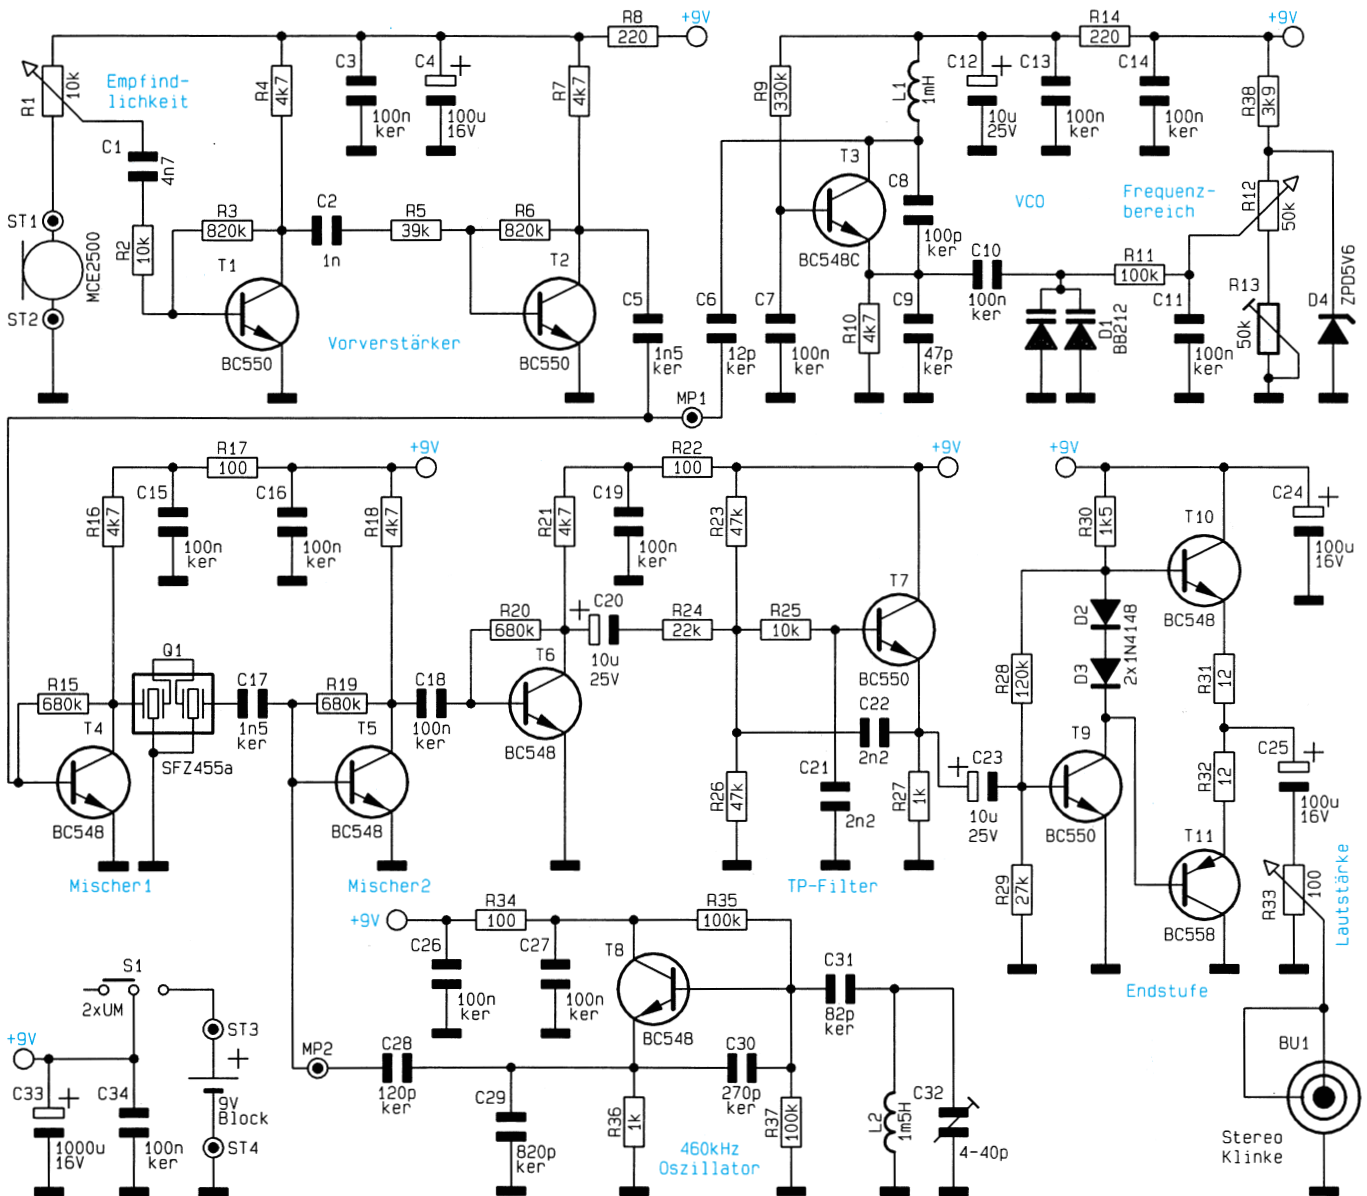 R8
220
+9V
R1
10k
Empfind-
lichkeit
R4
4k7
C3
100n
ker
C4
+
100u
16V
R7
4k7
C1
4n7
ST1
MCE2500
ST2
R2
10k
R3
820k
T1
BC550
C2
1n
R5
39k
R6
820k
T2
BC550
C5
1n5
ker
Vorverstärker
R9
330k
L1
1mH
C12
+
10u
25V
C13
100n
ker
R14
220
C14
100n
ker
+9V
R38
3k9
T3
BC548C
C8
100p
ker
VCO
Frequenz-
bereich
R12
50k
C6
12p
ker
C7
100n
ker
R10
4k7
C9
47p
ker
C10
100n
ker
D1
BB212
R11
100k
C11
100n
ker
R13
50k
D4
ZPD5V6
MP1
R16
4k7
C15
100n
ker
R17
100
C16
100n
ker
R18
4k7
+9V
R21
4k7
C19
100n
ker
R22
100
R23
47k
+9V
+9V
R30
1k5
T10
BC548
C24
+
100u
16V
R15
680k
T4
BC548
Q1
SFZ455a
C17
1n5
ker
R19
680k
T5
BC548
C18
100n
ker
R20
680k
T6
BC548
+
C20
10u
25V
R24
22k
R25
10k
T7
BC550
C22
2n2
R26
47k
C21
2n2
R27
1k
+
C23
10u
25V
R28
120k
D2
D3
2x1N4148
R31
12
T9
BC550
R32
12
C25
+
100u
16V
R29
27k
T11
BC558
R33
100
Lautstärke
Mischer1
Mischer2
TP-Filter
Endstufe
+9V
R34
100
R35
100k
C26
100n
ker
C27
100n
ker
T8
BC548
C31
82p
ker
S1
2xUM
ST3
+
9V
Block
ST4
+9V
C33
+
1000u
16V
C34
100n
ker
MP2
C28
120p
ker
C29
820p
ker
R36
1k
C30
270p
ker
R37
100k
460kHz
Oszillator
L2
1m5H
C32
4-40p
BU1
Stereo
Klinke